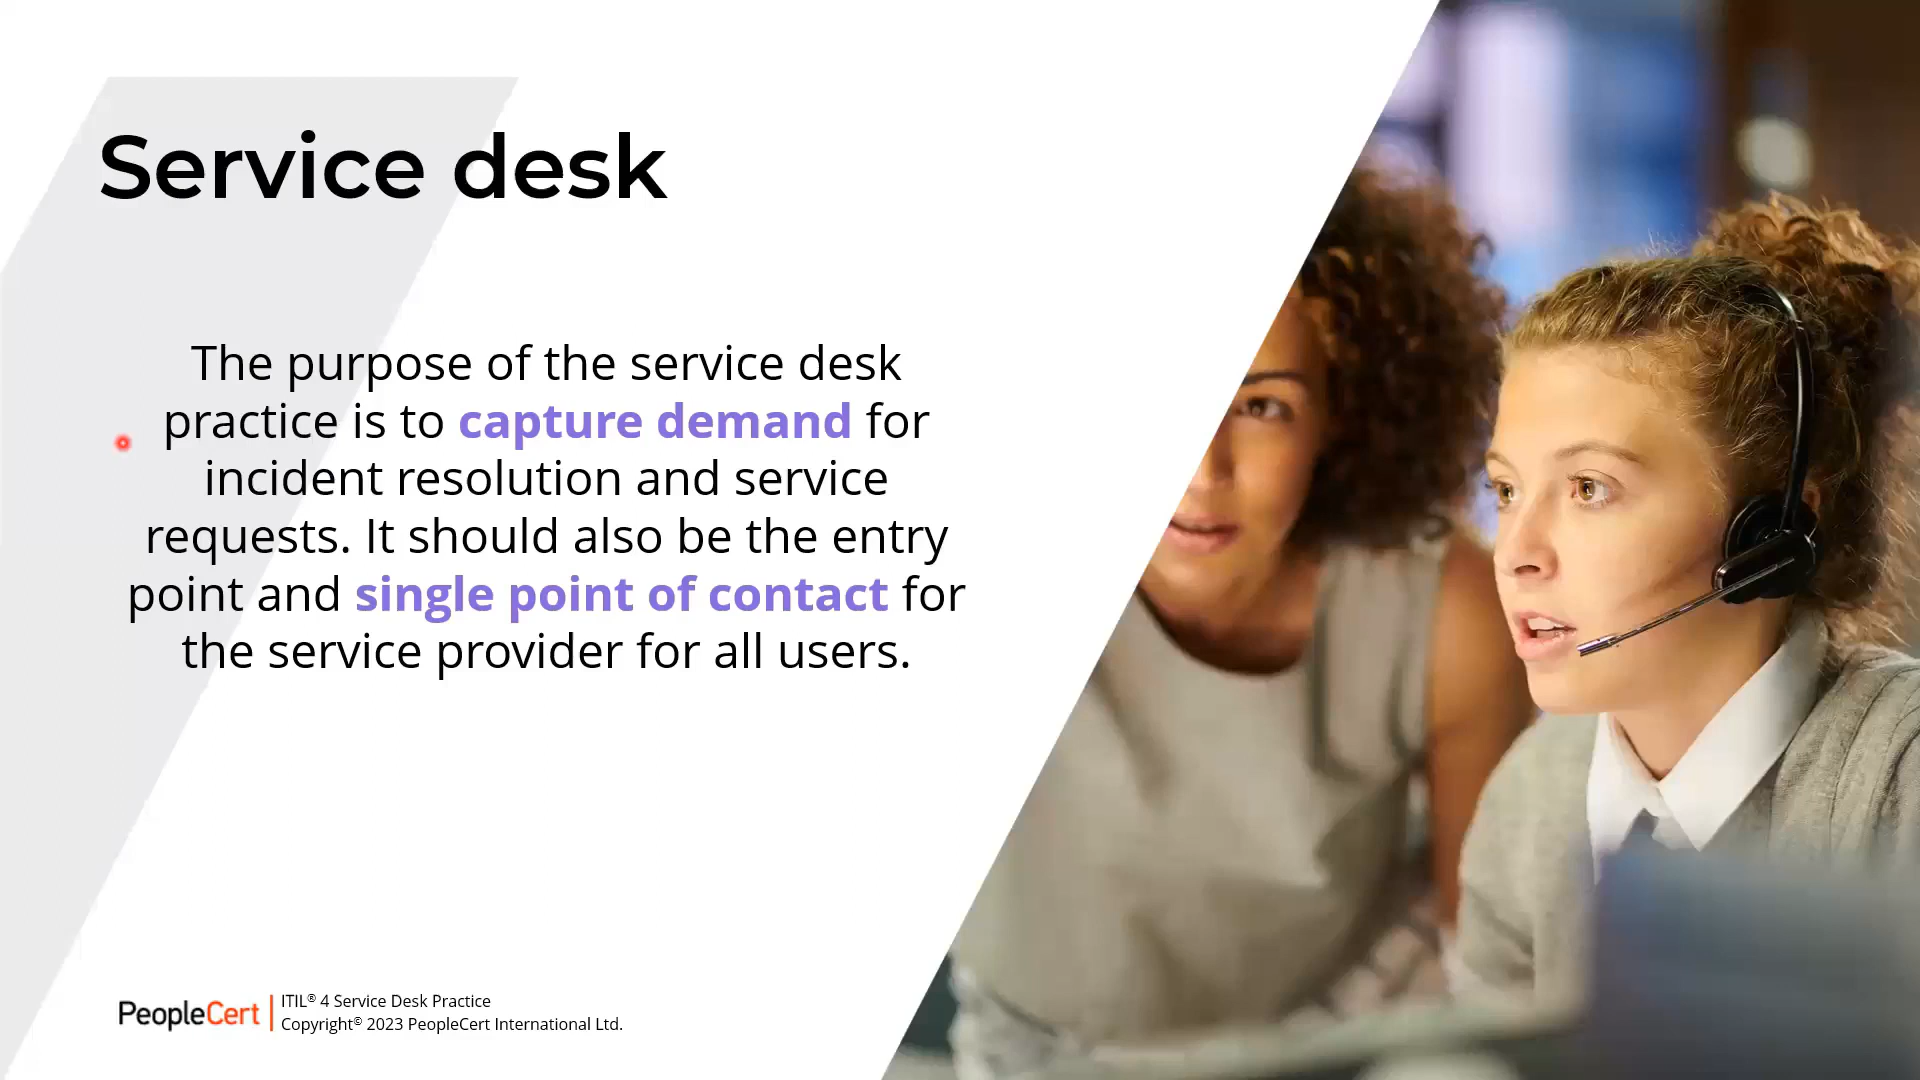 Service desk
The purpose of the service desk
practice is to capture demand for
incident resolution and service
requests. It should also be the entry
point and single point of contact for
the service provider for all users.
PeopleCert
ITIL® 4 Service Desk Practice
Copyright© 2023 PeopleCert International Ltd.